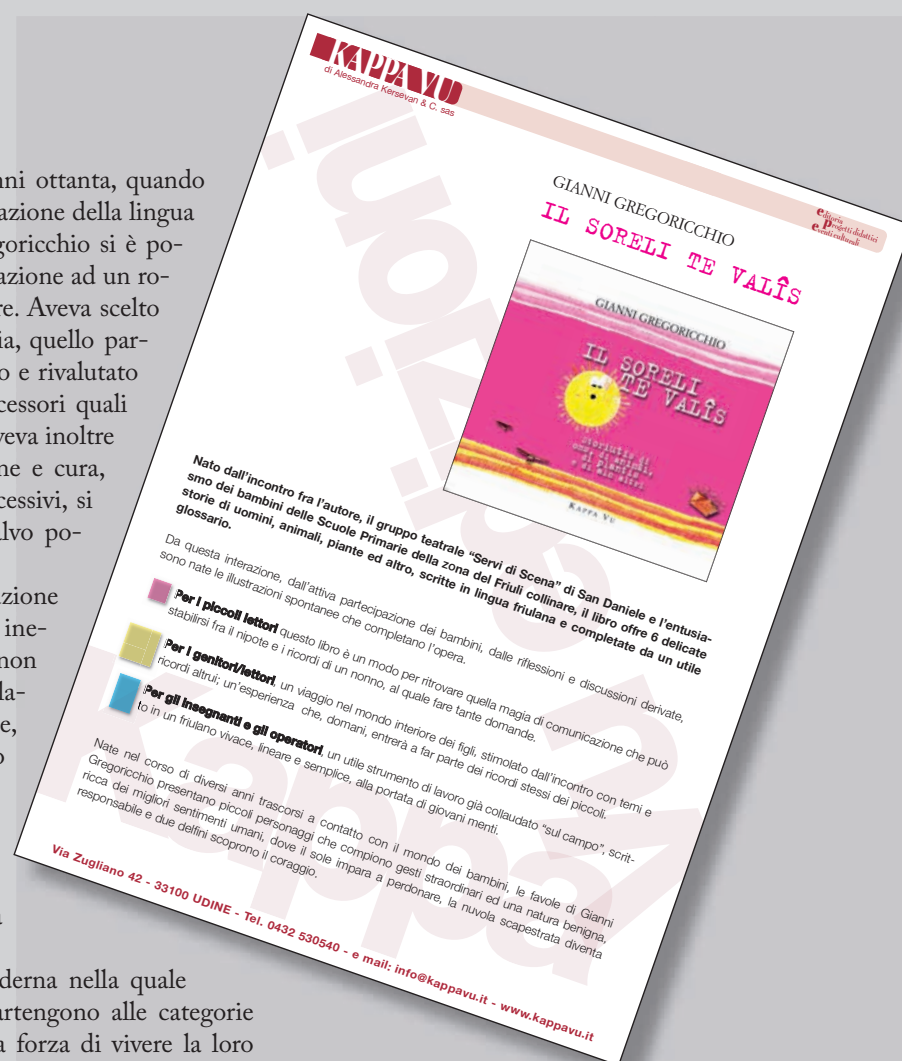 nni ottanta, quando
azione della lingua
goricchio si è po-
azione ad un ro-
re. Aveva scelto
ia, quello par-
o e rivalutato
cessori quali
veva inoltre
ne e cura,
cessivi, si
alvo po-
azione
ine-
non
la-
e,
o
a
derna nella quale
artengono alle categorie
a forza di vivere la loro
KAPPA VU
di Alessandra Kersevan & C. sas
editoria
Progetti didattici
eventi culturali
GIANNI GREGORICCHIO
IL SORELI TE VALÎS
GIANNI GREGORICCHIO
IL SORELI
TE VALÎS
Storiutis di
omps, di animâi,
di plantis
e di altri
KAPPA VU
Nato dall'incontro fra l'autore, il gruppo teatrale “Servi di Scena” di San Daniele e l'entusia-
smo dei bambini delle Scuole Primarie della zona del Friuli collinare, il libro offre 6 delicate
storie di uomini, animali, piante ed altro, scritte in lingua friulana e completate da un utile
glossario.
Da questa interazione, dall'attiva partecipazione dei bambini, dalle riflessioni e discussioni derivate,
sono nate le illustrazioni spontanee che completano l'opera.
Per i piccoli lettori questo libro è un modo per ritrovare quella magia di comunicazione che può
stabilirsi fra il nipote e i ricordi di un nonno, al quale fare tante domande.
Per i genitori/lettori, un viaggio nel mondo interiore dei figli, stimolato dall'incontro con temi e
ricordi altrui; un'esperienza che, domani, entrerà a far parte dei ricordi stessi dei piccoli.
Per gli insegnanti e gli operatori, un utile strumento di lavoro già collaudato “sul campo”, scrit-
to in un friulano vivace, lineare e semplice, alla portata di giovani menti.
Nate nel corso di diversi anni trascorsi a contatto con il mondo dei bambini, le favole di Gianni
Gregoricchio presentano piccoli personaggi che compiono gesti straordinari ed una natura benigna,
ricca dei migliori sentimenti umani, dove il sole impara a perdonare, la nuvola scapestrata diventa
responsabile e due delfini scoprono il coraggio.
Via Zugliano 42 - 33100 UDINE - Tel. 0432 530540 - e mail: info@kappavu.it - www.kappavu.it